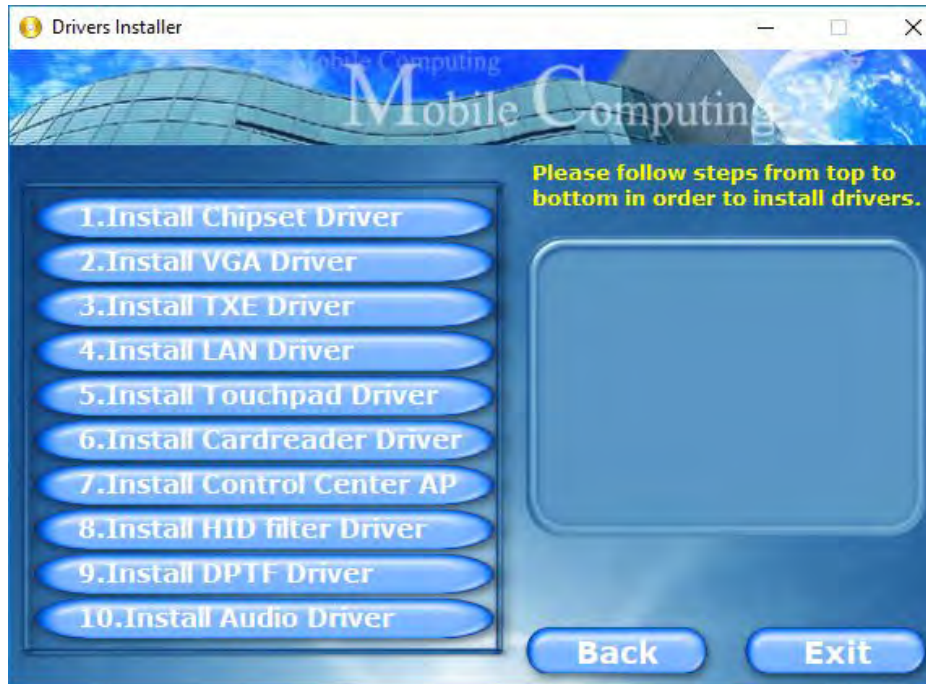 Drivers Installer
Mobile Computing
Mobile Computing
Please follow steps from top to
bottom in order to install drivers.
1.Install Chipset Driver
2.Install VGA Driver
3.Install TXE Driver
4.Install LAN Driver
5.Install Touchpad Driver
6.Install Cardreader Driver
7.Install Control Center AP
8.Install HID filter Driver
9.Install DPTF Driver
10.Install Audio Driver
Back
Exit